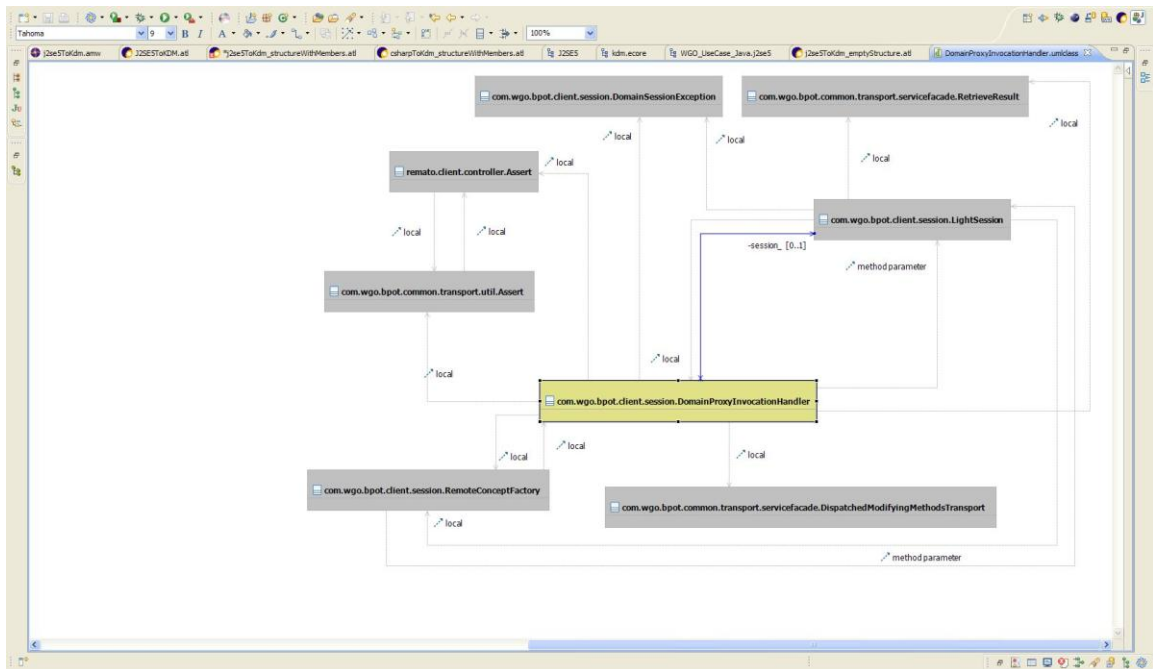 Tahoma 9 B I A 100%
j2se5ToKdm.amw J2SE5ToKDM.atl *j2se5ToKdm_structureWithMembers.atl csharpToKdm_structureWithMembers.atl J2SE5 kdm.ecore WGO_UseCase_Java.j2se5 j2se5ToKdm_emptyStructure.atl DomainProxyInvocationHandler.umlclass
com.wgo.bpot.client.session.DomainSessionException com.wgo.bpot.common.transport.servicefacade.RetrieveResult
local
local local
local local
remato.client.controller.Assert
com.wgo.bpot.client.session.LightSession
local local
-session_ [0..1]
method parameter
com.wgo.bpot.common.transport.util.Assert
local
local
com.wgo.bpot.client.session.DomainProxyInvocationHandler
local
local local
com.wgo.bpot.client.session.RemoteConceptFactory
com.wgo.bpot.common.transport.servicefacade.DispatchedModifyingMethodsTransport
local
method parameter